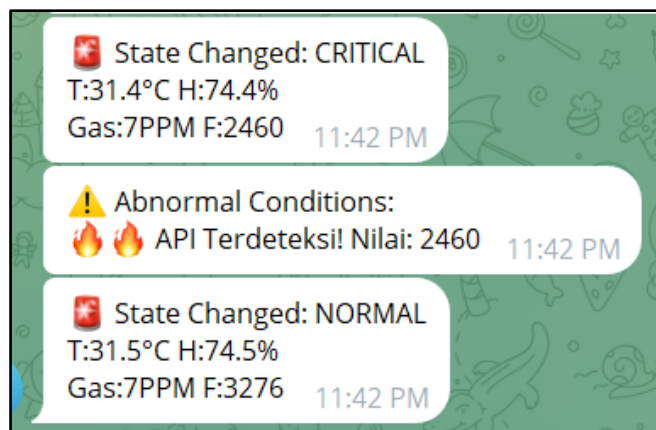 🚨 State Changed: CRITICAL
T:31.4°C H:74.4%
Gas:7PPM F:2460 11:42 PM
⚠️ Abnormal Conditions:
🔥🔥 API Terdeteksi! Nilai: 2460 11:42 PM
🚨 State Changed: NORMAL
T:31.5°C H:74.5%
Gas:7PPM F:3276 11:42 PM